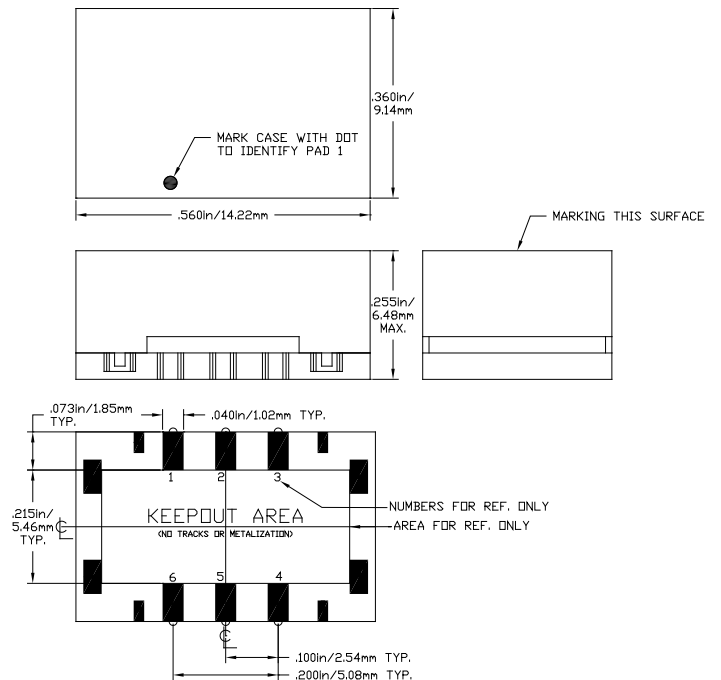 .360in/
9.14mm
MARK CASE WITH DOT
TO IDENTIFY PAD 1
.560in/14.22mm
MARKING THIS SURFACE
.255in/
6.48mm
MAX.
.073in/1.85mm
TYP.
.040in/1.02mm TYP.
1 2 3
NUMBERS FOR REF. ONLY
.215in/
5.46mm
TYP.
KEEPOUT AREA
(NO TRACKS OR METALIZATION)
AREA FOR REF. ONLY
6 5 4
.100in/2.54mm TYP.
.200in/5.08mm TYP.